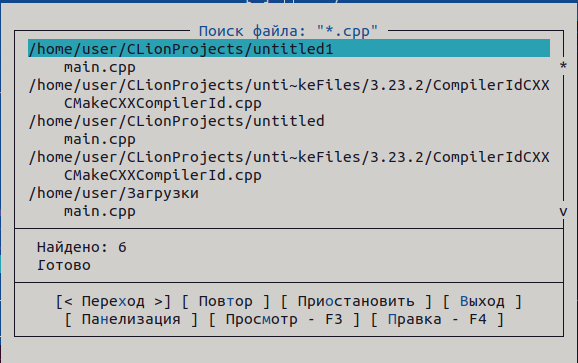 Поиск файла: "*.cpp"
/home/user/CLionProjects/untitled1
main.cpp
/home/user/CLionProjects/unti~keFiles/3.23.2/CompilerIdCXX
CMakeCXXCompilerId.cpp
/home/user/CLionProjects/untitled
main.cpp
/home/user/CLionProjects/unti~keFiles/3.23.2/CompilerIdCXX
CMakeCXXCompilerId.cpp
/home/user/Загрузки
main.cpp
Найдено: 6
Готово
[< Переход >] [ Повтор ] [ Приостановить ] [ Выход ]
[ Панелизация ] [ Просмотр - F3 ] [ Правка - F4 ]